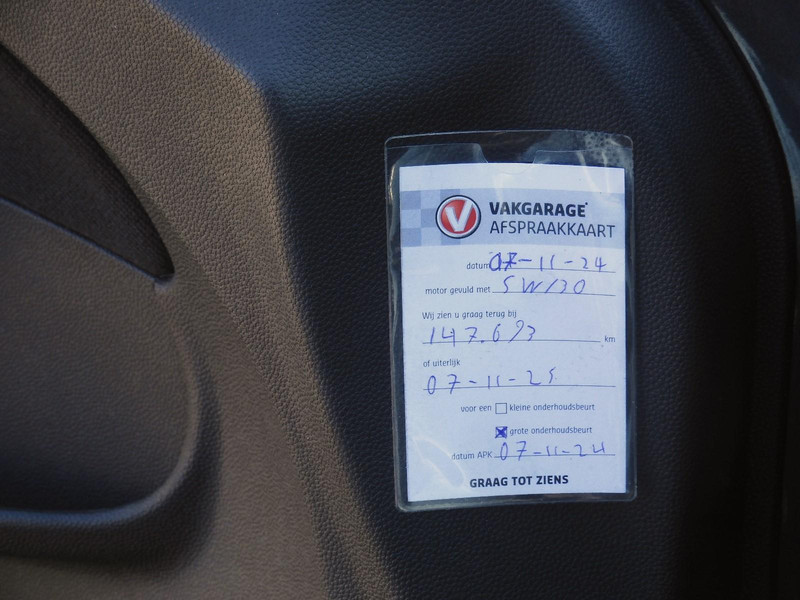 V VAKGARAGE
AFSPRAAKKAART
datum 07-11-24
motor gevuld met 5W/30
Wij zien u graag terug bij
147.693 km
of uiterlijk
07-11-25
voor een kleine onderhoudsbeurt
grote onderhoudsbeurt
datum APK 07-11-24
GRAAG TOT ZIENS